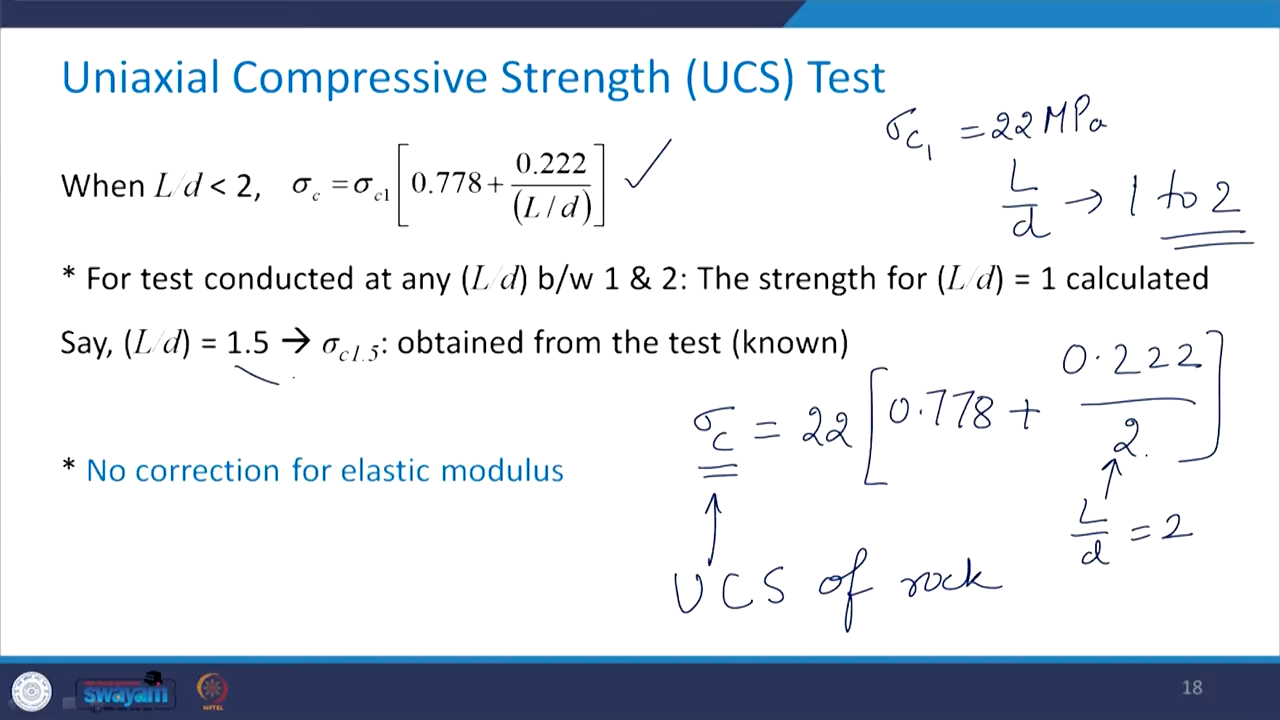 Uniaxial Compressive Strength (UCS) Test
σc1 = 22 MPa
L/d → 1 to 2
When L/d < 2, σc = σc1 [0.778 + 0.222/(L/d)] ✓
* For test conducted at any (L/d) b/w 1 & 2: The strength for (L/d) = 1 calculated
Say, (L/d) = 1.5 → σc1.5: obtained from the test (known)
σc = 22 [0.778 + 0.222/2]
* No correction for elastic modulus
L/d = 2
UCS of rock
swayam
NPTEL
18